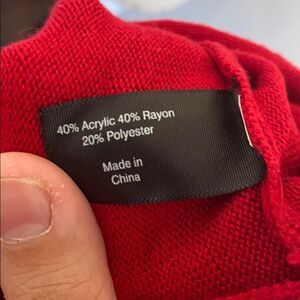 40% Acrylic 40% Rayon
20% Polyester
Made in
China